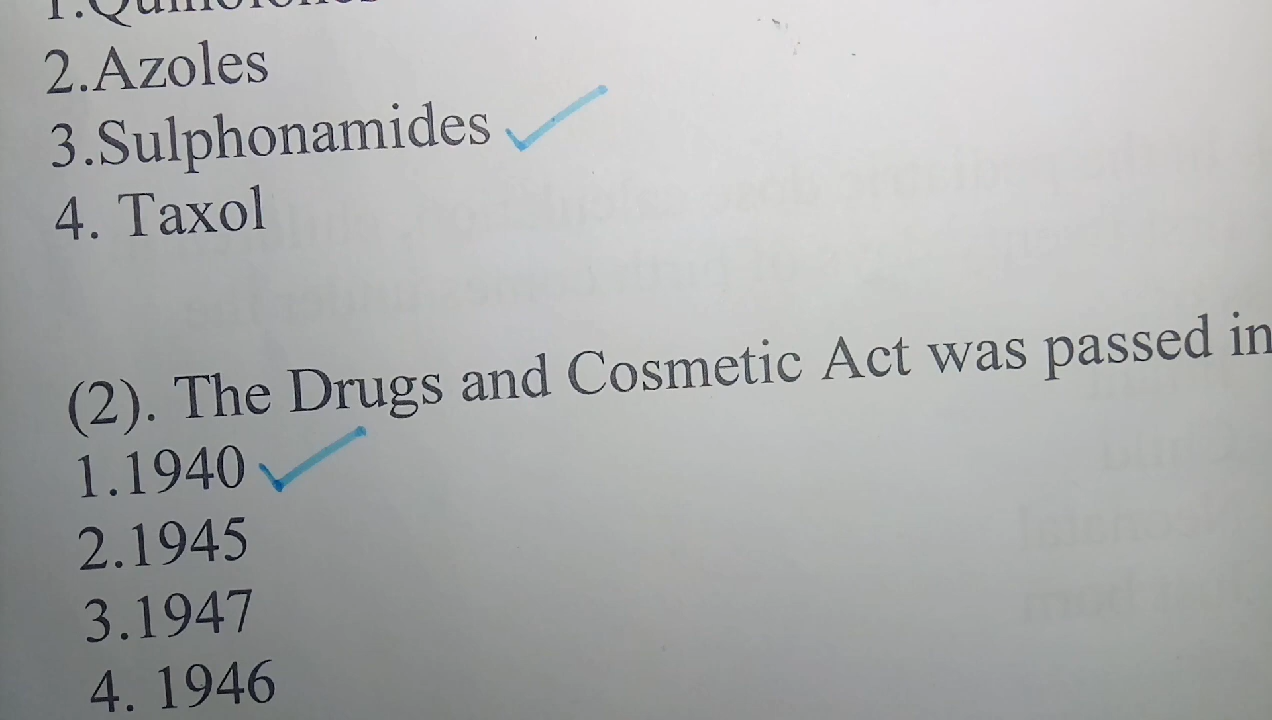 2.Azoles
3.Sulphonamides
4. Taxol
(2). The Drugs and Cosmetic Act was passed in
1.1940
2.1945
3.1947
4. 1946